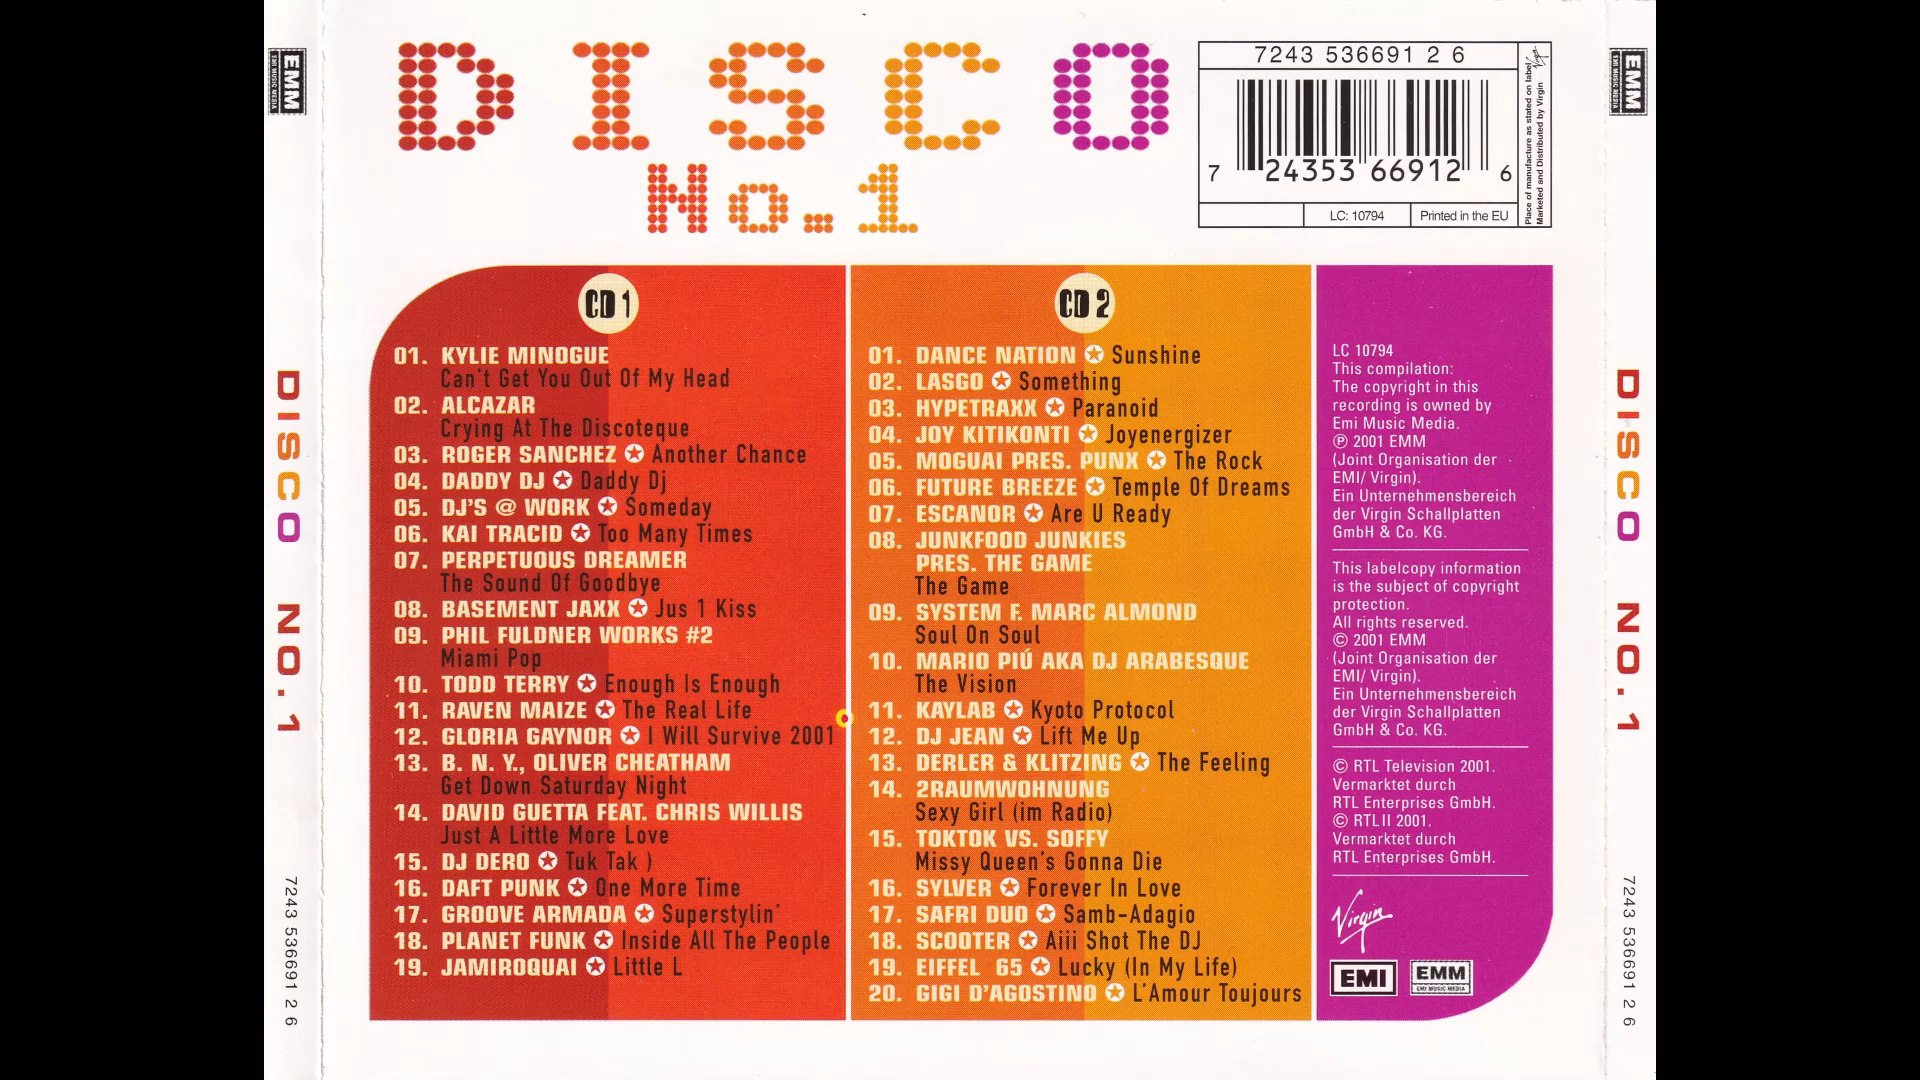 DISCO
No.1
7243 536691 2 6
7 24353 66912 6
LC: 10794
Printed in the EU
Place of manufacture as stated on label
Marketed and Distributed by Virgin
EMM
EMI MUSIC MEDIA
DISCO NO.1
7243 536691 2 6
CD 1
01. KYLIE MINOGUE
Can't Get You Out Of My Head
02. ALCAZAR
Crying At The Discoteque
03. ROGER SANCHEZ ✪ Another Chance
04. DADDY DJ ✪ Daddy Dj
05. DJ'S @ WORK ✪ Someday
06. KAI TRACID ✪ Too Many Times
07. PERPETUOUS DREAMER
The Sound Of Goodbye
08. BASEMENT JAXX ✪ Jus 1 Kiss
09. PHIL FULDNER WORKS #2
Miami Pop
10. TODD TERRY ✪ Enough Is Enough
11. RAVEN MAIZE ✪ The Real Life
12. GLORIA GAYNOR ✪ I Will Survive 2001
13. B. N. Y., OLIVER CHEATHAM
Get Down Saturday Night
14. DAVID GUETTA FEAT. CHRIS WILLIS
Just A Little More Love
15. DJ DERO ✪ Tuk Tak )
16. DAFT PUNK ✪ One More Time
17. GROOVE ARMADA ✪ Superstylin'
18. PLANET FUNK ✪ Inside All The People
19. JAMIROQUAI ✪ Little L
CD 2
01. DANCE NATION ✪ Sunshine
02. LASGO ✪ Something
03. HYPETRAXX ✪ Paranoid
04. JOY KITIKONTI ✪ Joyenergizer
05. MOGUAI PRES. PUNX ✪ The Rock
06. FUTURE BREEZE ✪ Temple Of Dreams
07. ESCANOR ✪ Are U Ready
08. JUNKFOOD JUNKIES
PRES. THE GAME
The Game
09. SYSTEM F. MARC ALMOND
Soul On Soul
10. MARIO PIÚ AKA DJ ARABESQUE
The Vision
11. KAYLAB ✪ Kyoto Protocol
12. DJ JEAN ✪ Lift Me Up
13. DERLER & KLITZING ✪ The Feeling
14. 2RAUMWOHNUNG
Sexy Girl (im Radio)
15. TOKTOK VS. SOFFY
Missy Queen's Gonna Die
16. SYLVER ✪ Forever In Love
17. SAFRI DUO ✪ Samb-Adagio
18. SCOOTER ✪ Aiii Shot The DJ
19. EIFFEL 65 ✪ Lucky (In My Life)
20. GIGI D'AGOSTINO ✪ L'Amour Toujours
LC 10794
This compilation:
The copyright in this
recording is owned by
Emi Music Media.
℗ 2001 EMM
(Joint Organisation der
EMI/ Virgin).
Ein Unternehmensbereich
der Virgin Schallplatten
GmbH & Co. KG.
This labelcopy information
is the subject of copyright
protection.
All rights reserved.
© 2001 EMM
(Joint Organisation der
EMI/ Virgin).
Ein Unternehmensbereich
der Virgin Schallplatten
GmbH & Co. KG.
© RTL Television 2001.
Vermarktet durch
RTL Enterprises GmbH.
© RTLII 2001.
Vermarktet durch
RTL Enterprises GmbH.
Virgin
EMI
EMM
EMI MUSIC MEDIA
EMM
EMI MUSIC MEDIA
DISCO NO.1
7243 536691 2 6